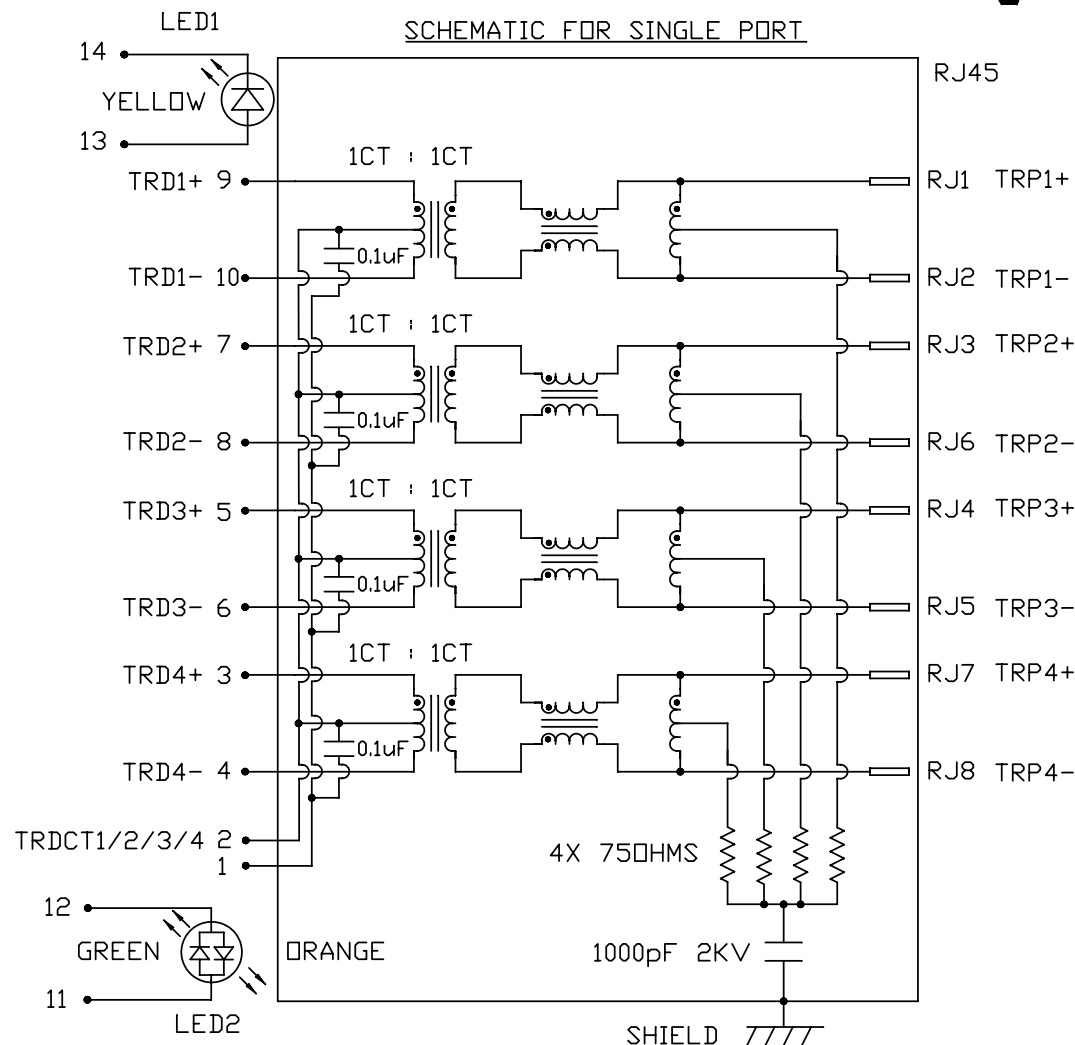 SCHEMATIC FOR SINGLE PORT
LED1
14
YELLOW
13
RJ45
1CT : 1CT
TRD1+ 9
RJ1 TRP1+
0.1uF
TRD1- 10
RJ2 TRP1-
1CT : 1CT
TRD2+ 7
RJ3 TRP2+
0.1uF
TRD2- 8
RJ6 TRP2-
1CT : 1CT
TRD3+ 5
RJ4 TRP3+
0.1uF
TRD3- 6
RJ5 TRP3-
1CT : 1CT
TRD4+ 3
RJ7 TRP4+
0.1uF
TRD4- 4
RJ8 TRP4-
TRDCT1/2/3/4 2
1
4X 75OHMS
12
GREEN
ORANGE
1000pF 2KV
11
LED2
SHIELD